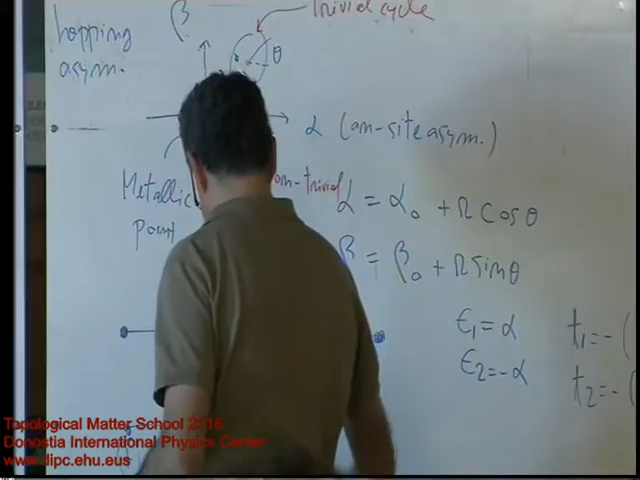 β
Trivial cycle
hopping
asym.
θ
α (on-site asym.)
Metallic
point
non-trivial
α = α₀ + R cos θ
β = β₀ + R sin θ
ϵ₁ = α
t₁ = - (
ϵ₂ = -α
t₂ = - (
Topological Matter School 2016
Donostia International Physics Center
www.dipc.ehu.eus